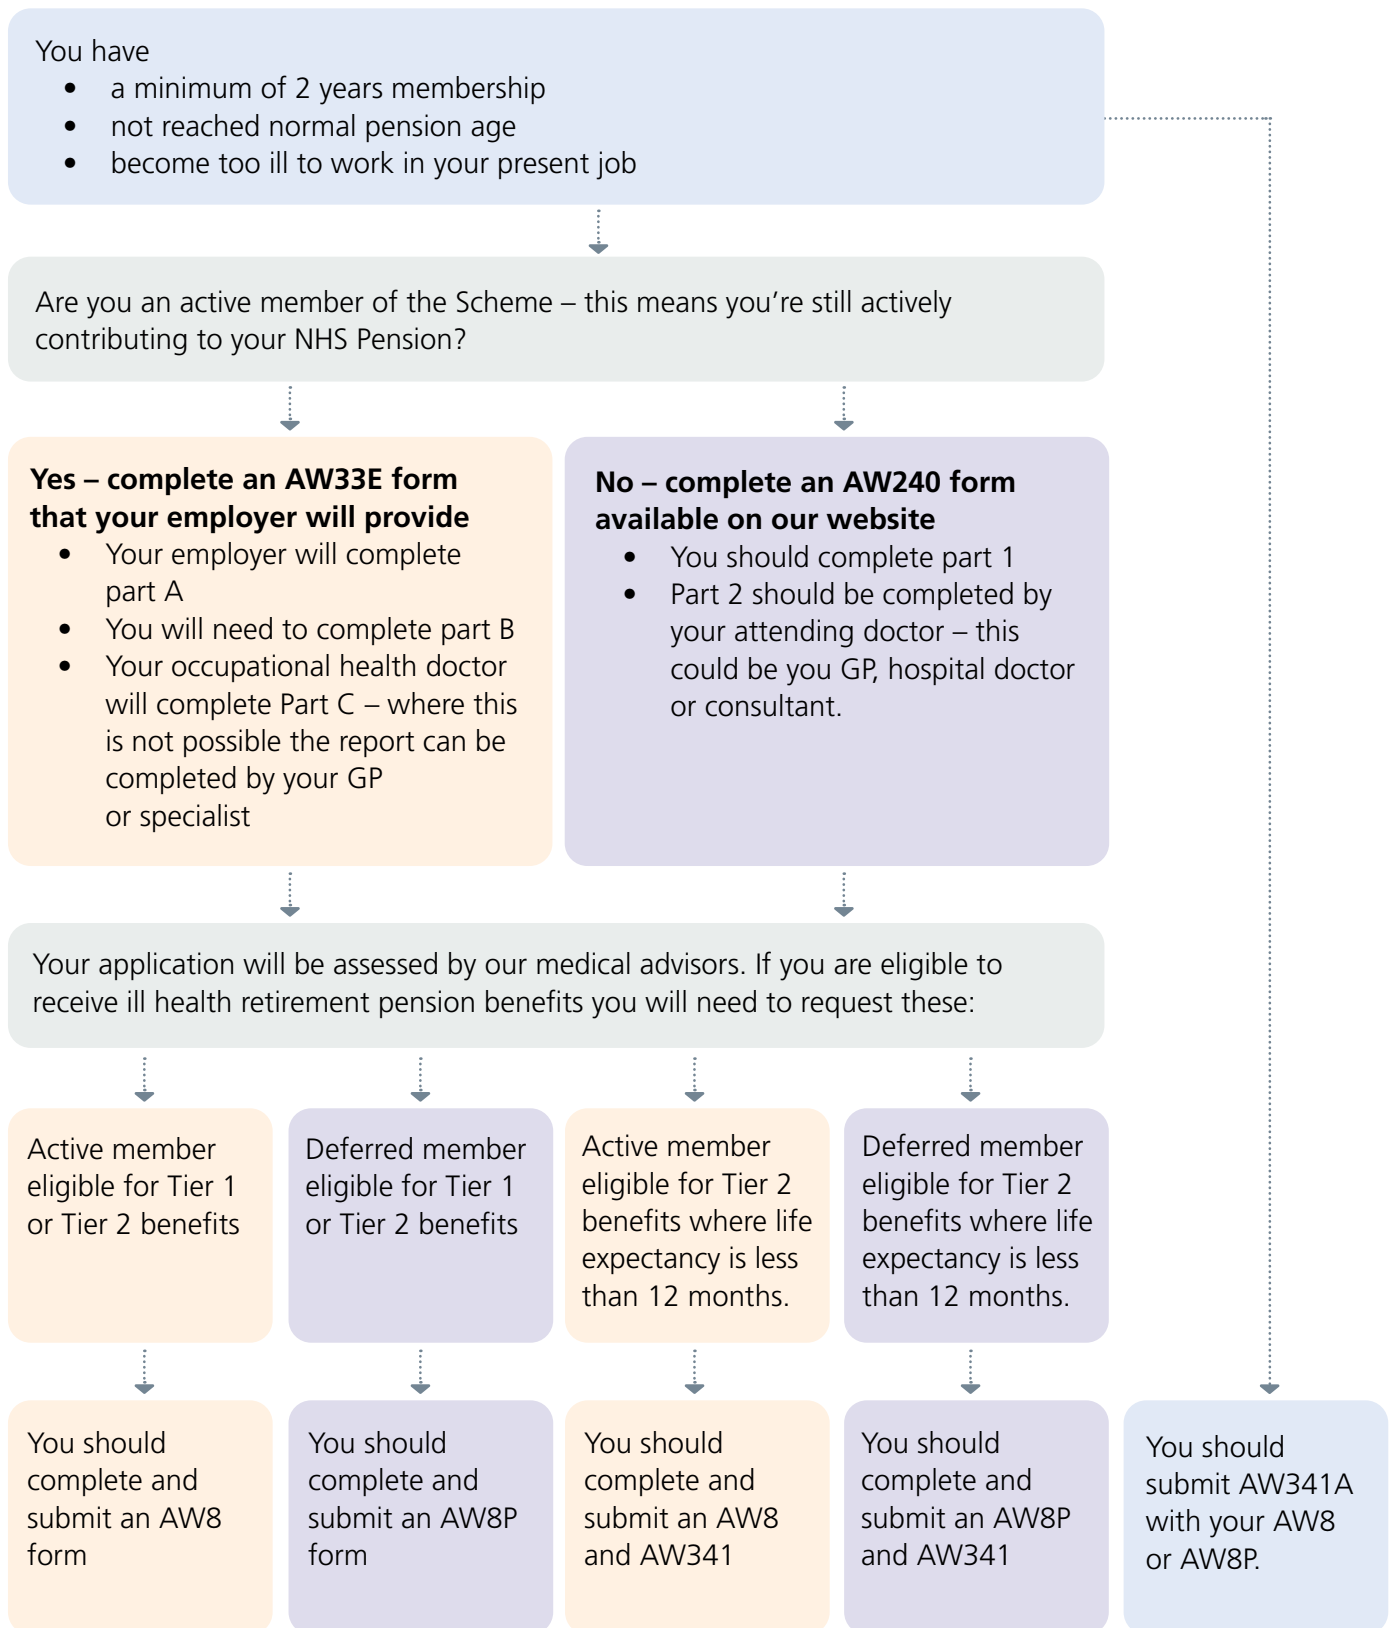 You have
• a minimum of 2 years membership
• not reached normal pension age
• become too ill to work in your present job
Are you an active member of the Scheme – this means you’re still actively
contributing to your NHS Pension?
Yes – complete an AW33E form
that your employer will provide
• Your employer will complete
part A
• You will need to complete part B
• Your occupational health doctor
will complete Part C – where this
is not possible the report can be
completed by your GP
or specialist
No – complete an AW240 form
available on our website
• You should complete part 1
• Part 2 should be completed by
your attending doctor – this
could be you GP, hospital doctor
or consultant.
Your application will be assessed by our medical advisors. If you are eligible to
receive ill health retirement pension benefits you will need to request these:
Active member
eligible for Tier 1
or Tier 2 benefits
Deferred member
eligible for Tier 1
or Tier 2 benefits
Active member
eligible for Tier 2
benefits where life
expectancy is less
than 12 months.
Deferred member
eligible for Tier 2
benefits where life
expectancy is less
than 12 months.
You should
complete and
submit an AW8
form
You should
complete and
submit an AW8P
form
You should
complete and
submit an AW8
and AW341
You should
complete and
submit an AW8P
and AW341
You should
submit AW341A
with your AW8
or AW8P.